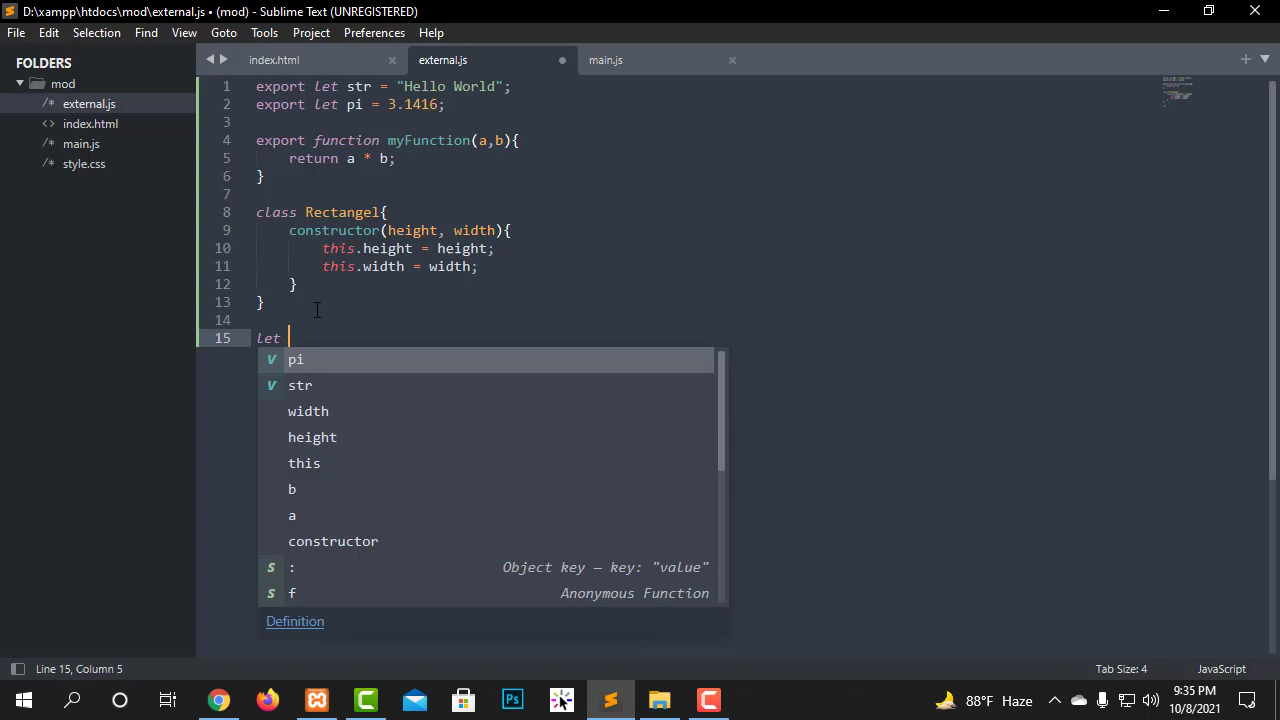 D:\xampp\htdocs\mod\external.js • (mod) - Sublime Text (UNREGISTERED)
File Edit Selection Find View Goto Tools Project Preferences Help
FOLDERS
mod
/* external.js
<> index.html
/* main.js
/* style.css
index.html × external.js main.js ×
1 export let str = "Hello World";
2 export let pi = 3.1416;
3
4 export function myFunction(a,b){
5     return a * b;
6 }
7
8 class Rectangel{
9     constructor(height, width){
10         this.height = height;
11         this.width = width;
12     }
13 }
14
15 let
V pi
V str
width
height
this
b
a
constructor
S : Object key — key: "value"
S f Anonymous Function
Definition
Line 15, Column 5 Tab Size: 4 JavaScript
Ps 88°F Haze 9:35 PM
10/8/2021